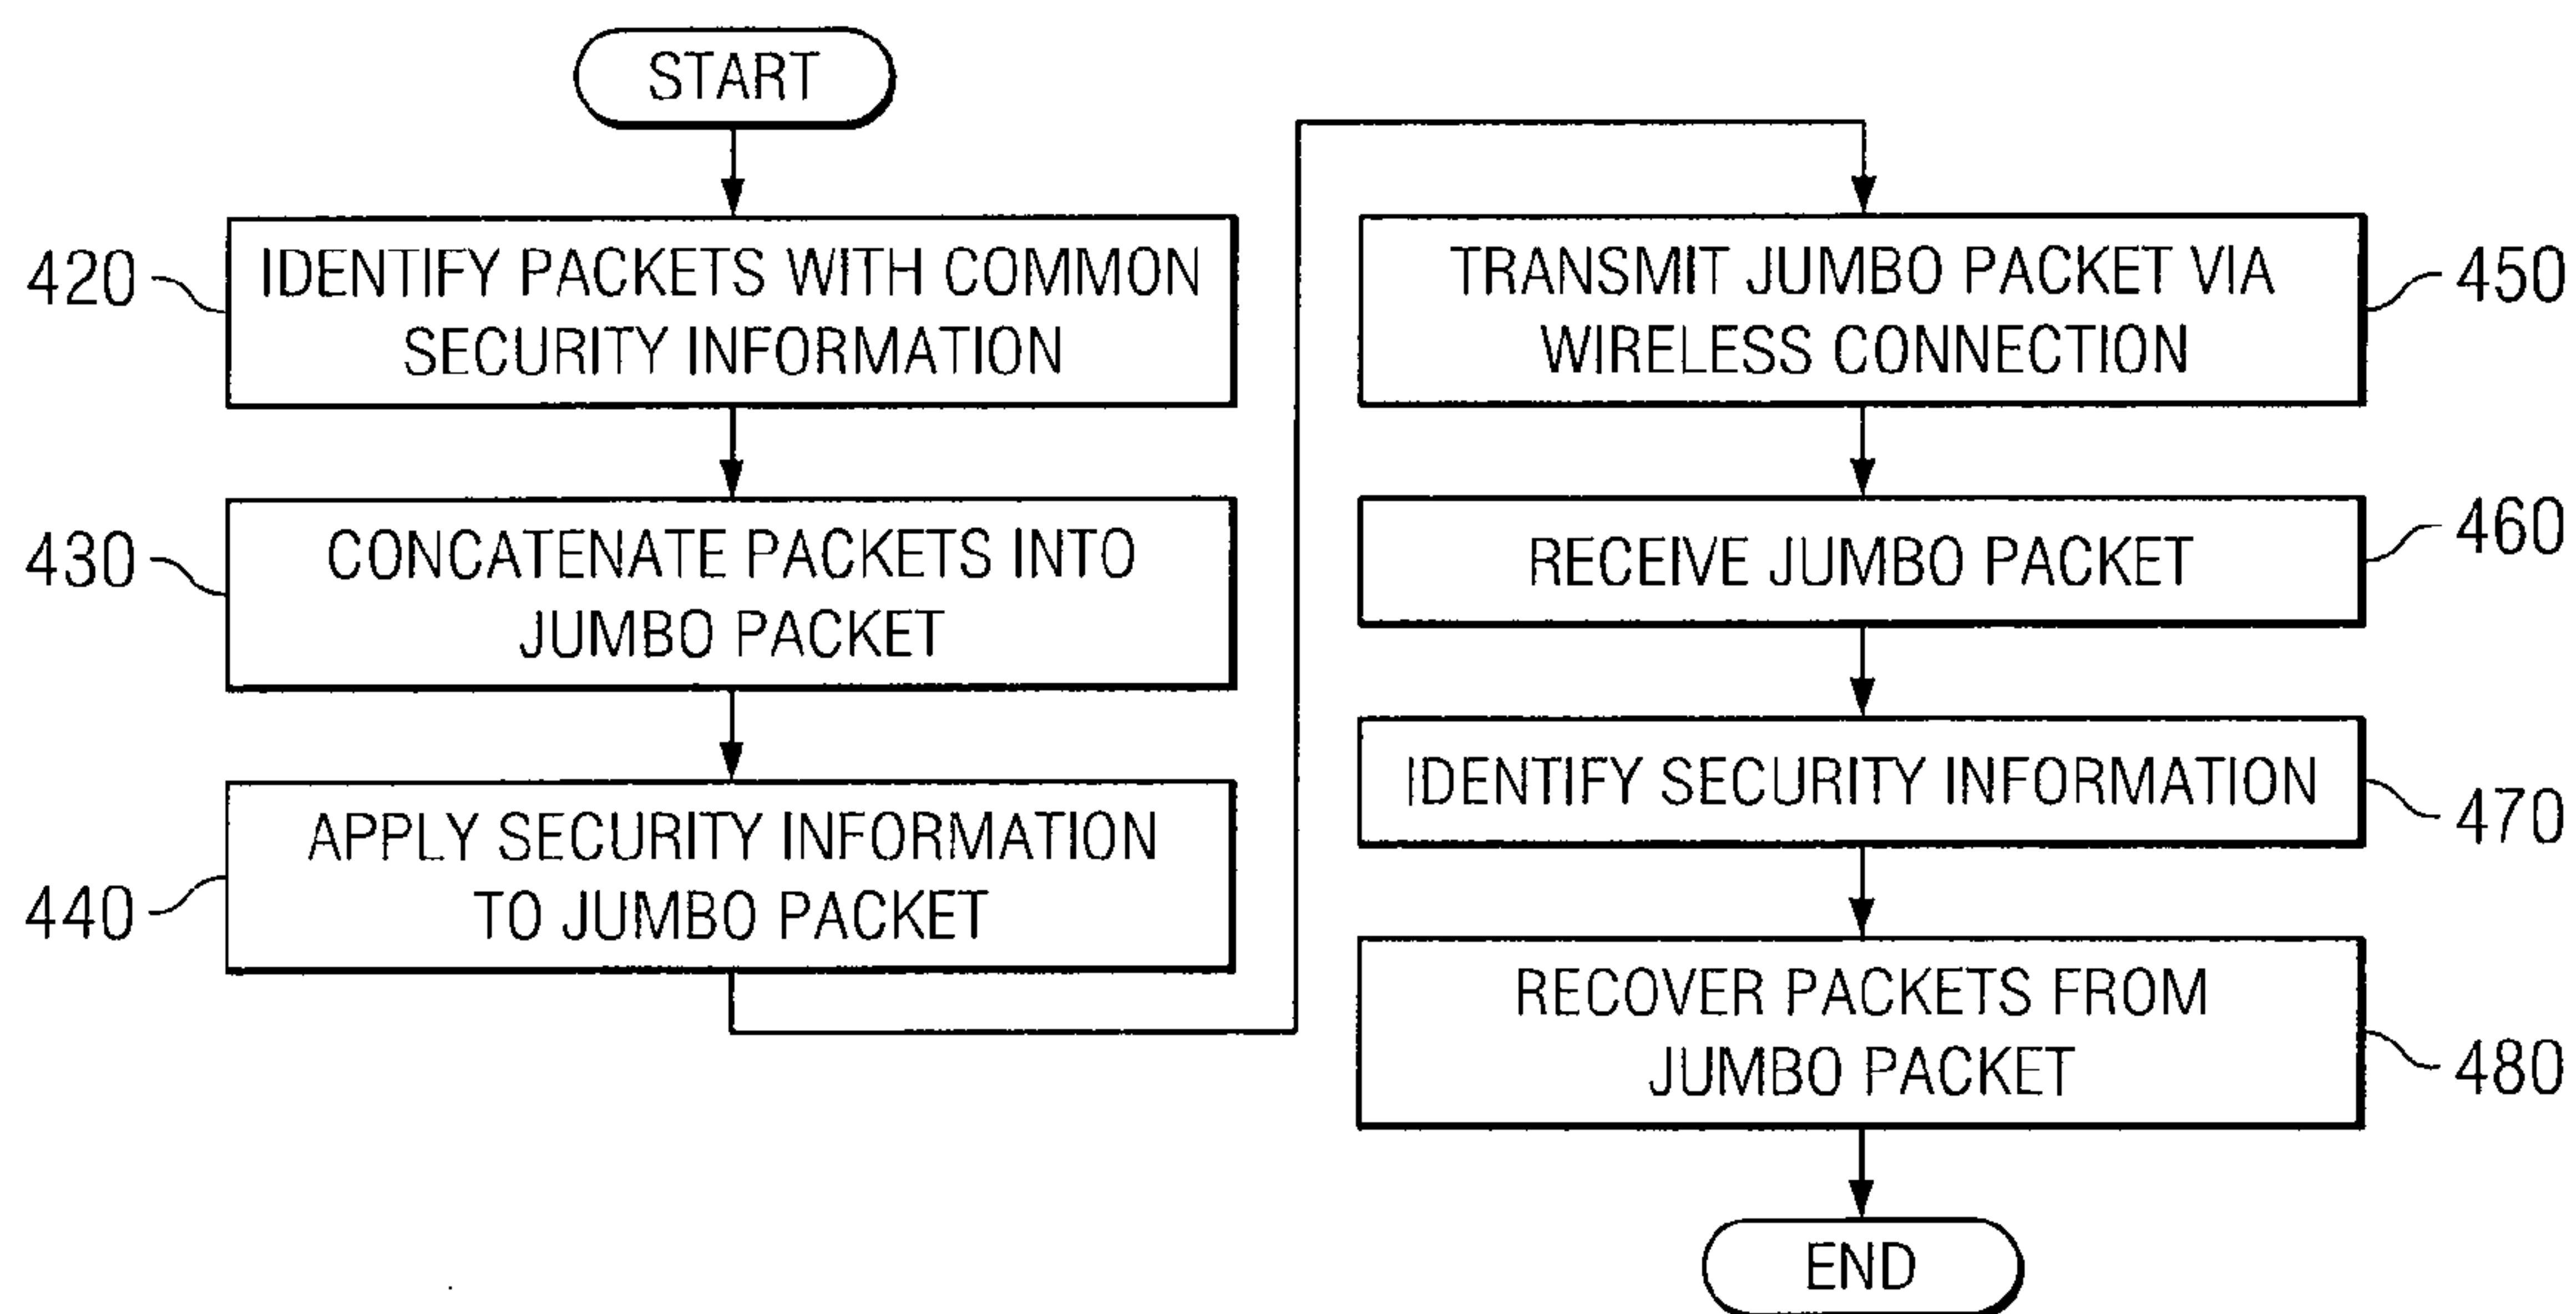 START
420
IDENTIFY PACKETS WITH COMMON
SECURITY INFORMATION
430
CONCATENATE PACKETS INTO
JUMBO PACKET
440
APPLY SECURITY INFORMATION
TO JUMBO PACKET
TRANSMIT JUMBO PACKET VIA
WIRELESS CONNECTION
450
RECEIVE JUMBO PACKET
460
IDENTIFY SECURITY INFORMATION
470
RECOVER PACKETS FROM
JUMBO PACKET
480
END